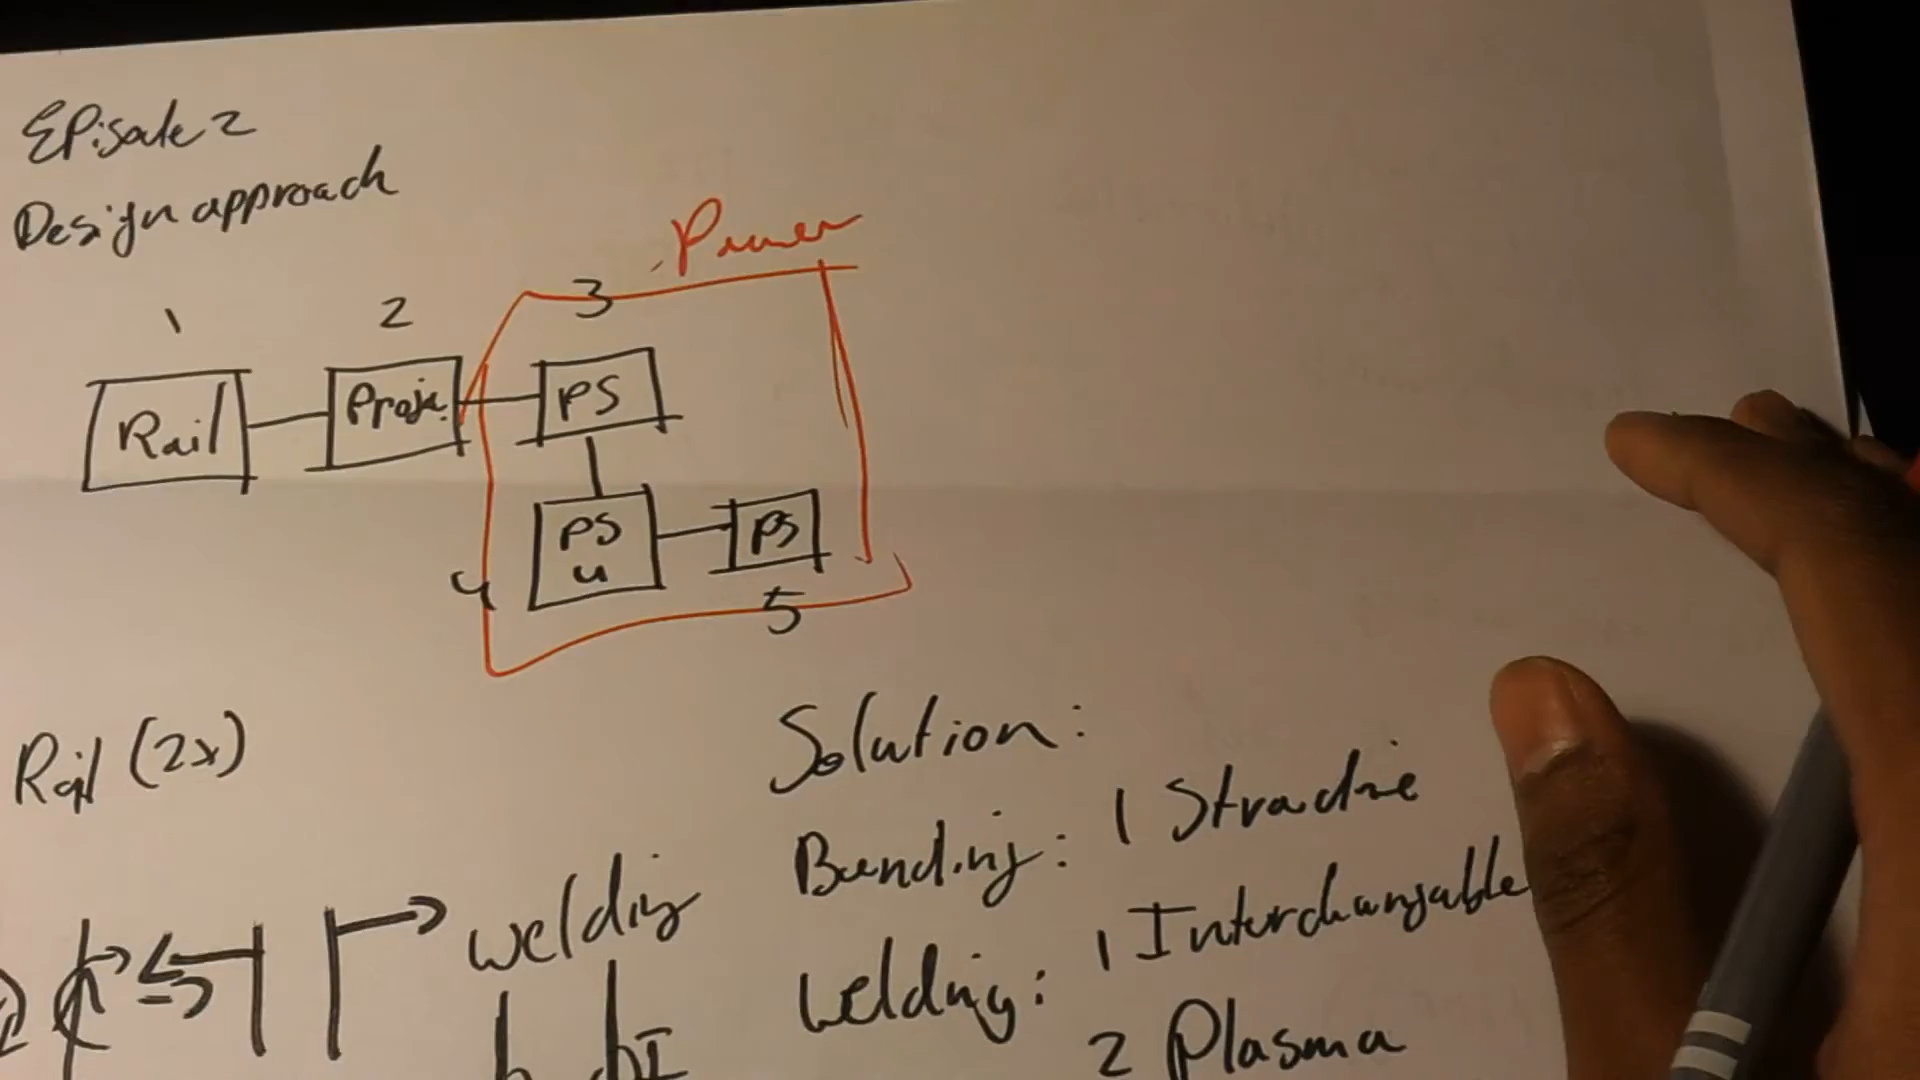 Episode 2
Design approach
Power
1 2 3
Rail Proje. PS
PS
u
PS
4 5
Rail (2x)
Solution:
Bending: 1 Structure
welding
1 Interchangable
Welding:
2 Plasma